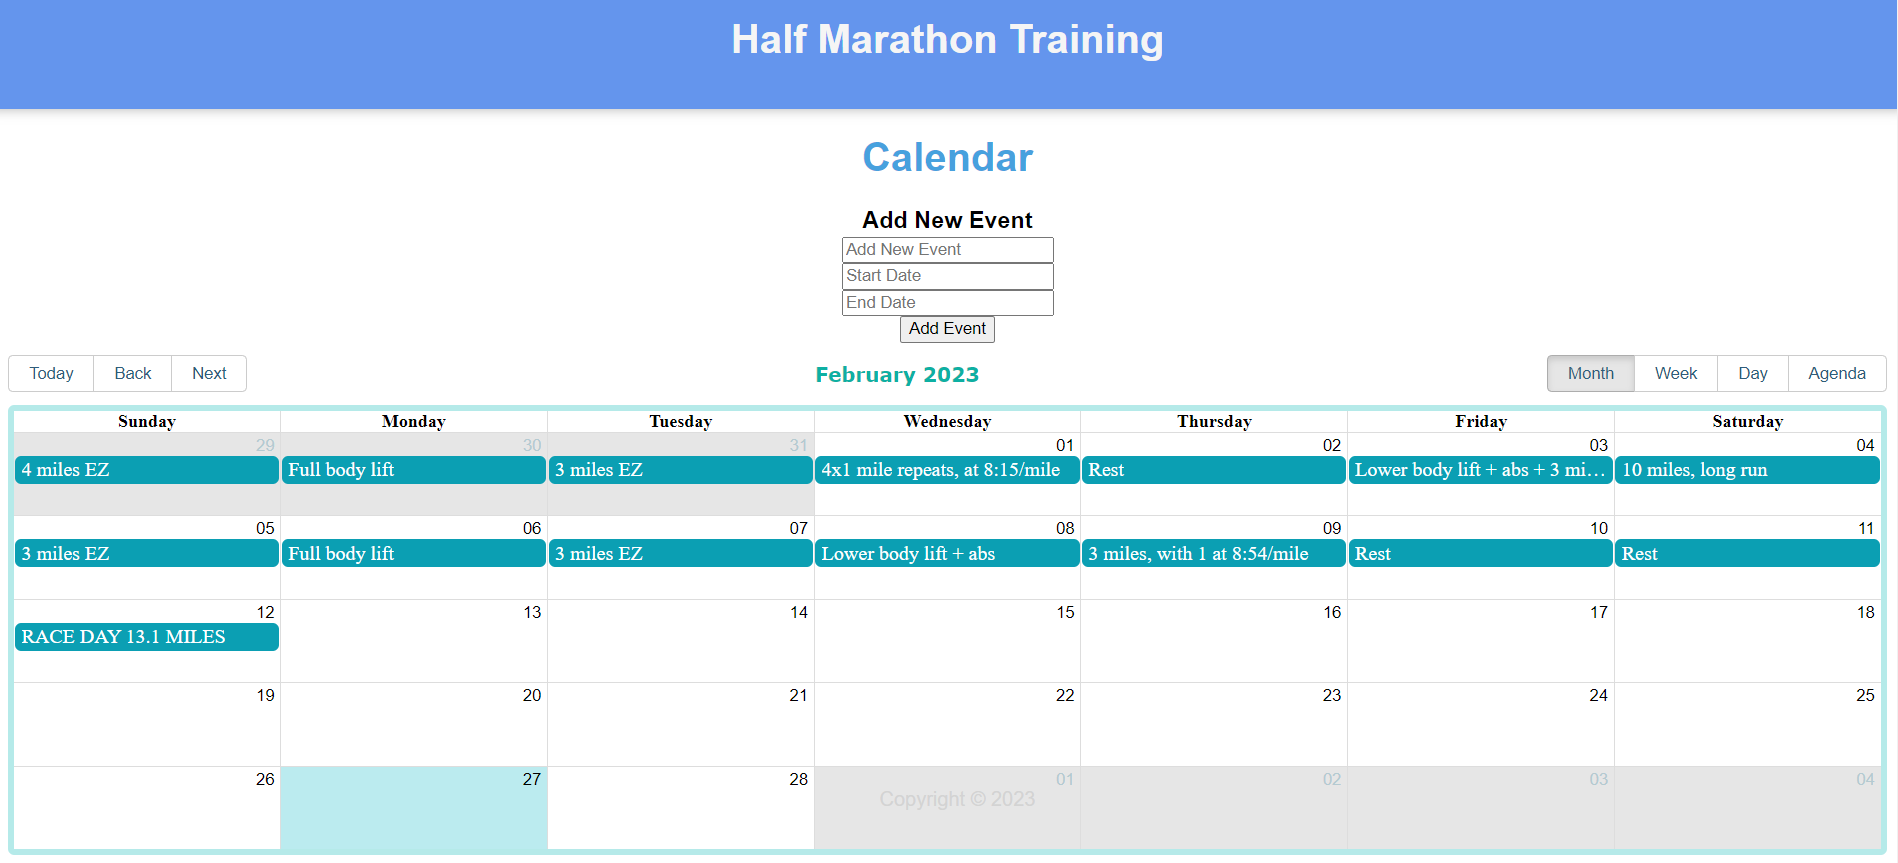 Half Marathon Training
Calendar
Add New Event
Add New Event
Start Date
End Date
Add Event
Today Back Next February 2023 Month Week Day Agenda
Sunday Monday Tuesday Wednesday Thursday Friday Saturday
29 30 31 01 02 03 04
4 miles EZ Full body lift 3 miles EZ 4x1 mile repeats, at 8:15/mile Rest Lower body lift + abs + 3 mi... 10 miles, long run
05 06 07 08 09 10 11
3 miles EZ Full body lift 3 miles EZ Lower body lift + abs 3 miles, with 1 at 8:54/mile Rest Rest
12 13 14 15 16 17 18
RACE DAY 13.1 MILES
19 20 21 22 23 24 25
26 27 28 01 02 03 04
Copyright © 2023